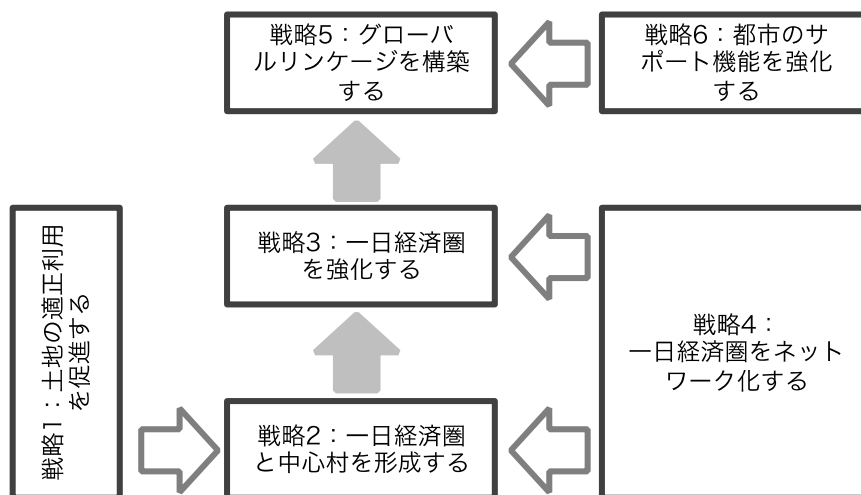 戦略5：グローバ
ルリンケージを構築
する
戦略6：都市のサ
ポート機能を強化
する
戦略1：土地の適正利用
を促進する
戦略3：一日経済圏
を強化する
戦略4：
一日経済圏をネット
ワーク化する
戦略2：一日経済圏
と中心村を形成する